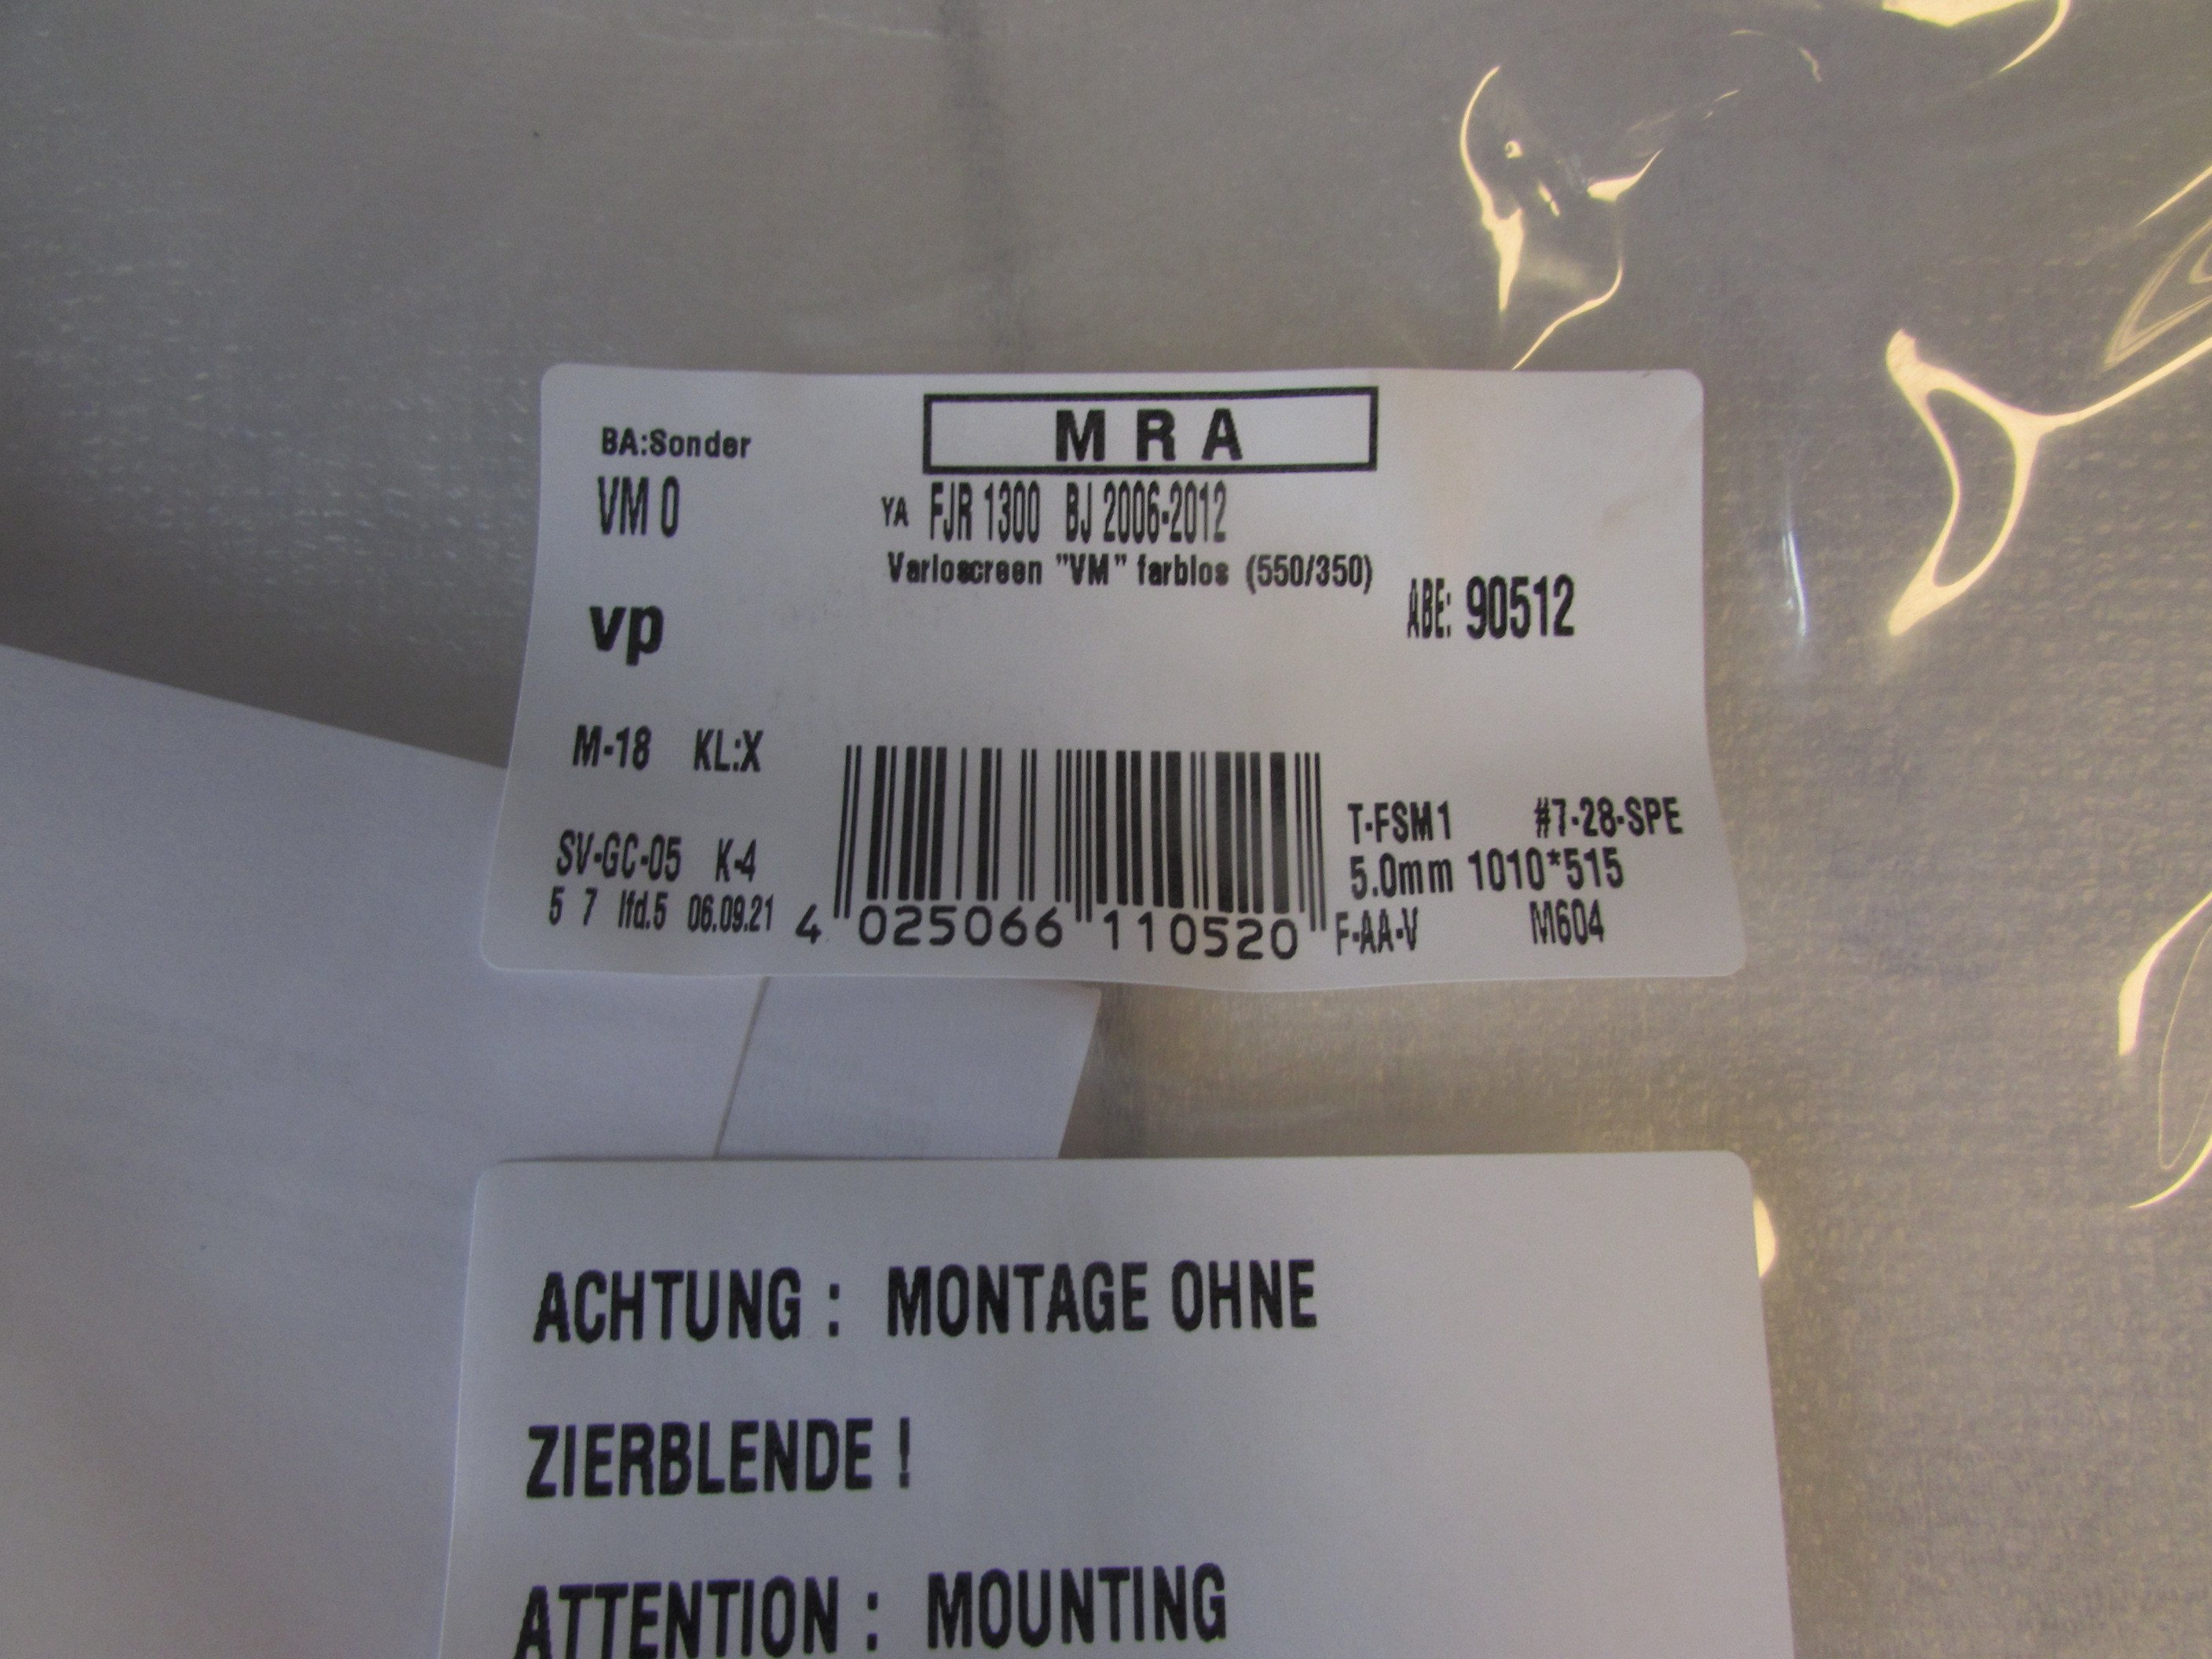 MRA
BA:Sonder
VM 0
YA FJR 1300 BJ 2006-2012
Varioscreen "VM" farblos (550/350)
ABE: 90512
vp
M-18 KL:X
T-FSM1 #7-28-SPE
SV-GC-05 K-4
5.0mm 1010*515
5 7 lfd.5 06.09.21
4 025066 110520
F-AA-V M604
ACHTUNG : MONTAGE OHNE
ZIERBLENDE !
ATTENTION : MOUNTING